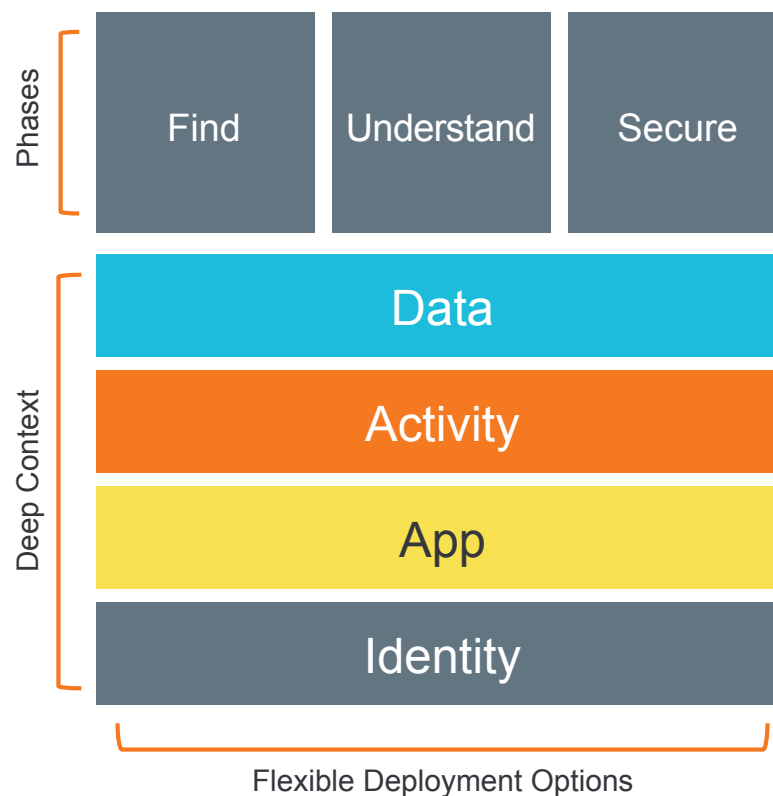 Phases
Find
Understand
Secure
Deep Context
Data
Activity
App
Identity
Flexible Deployment Options